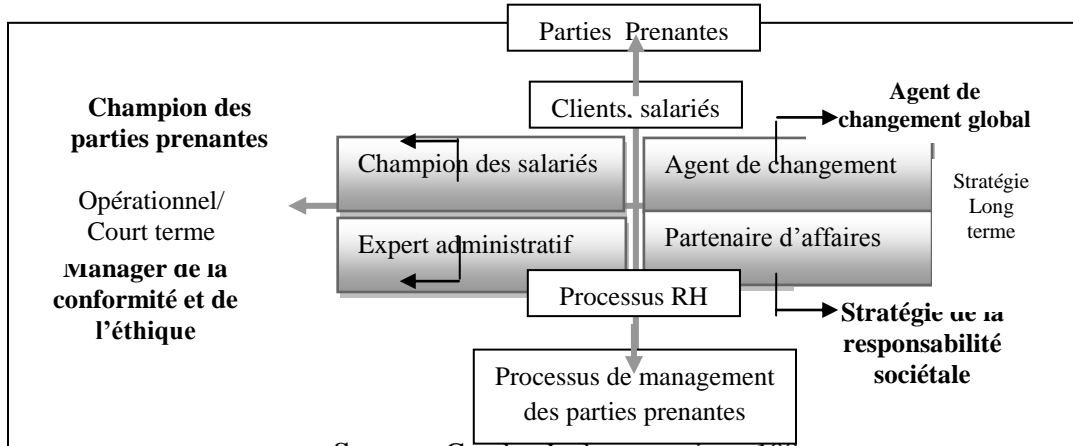 Parties Prenantes
Clients, salariés
Champion des
parties prenantes
Agent de
changement global
Champion des salariés
Agent de changement
Opérationnel/
Court terme
Stratégie
Long
terme
Expert administratif
Partenaire d’affaires
Manager de la
conformité et de
l’éthique
Processus RH
Stratégie de la
responsabilité
sociétale
Processus de management
des parties prenantes